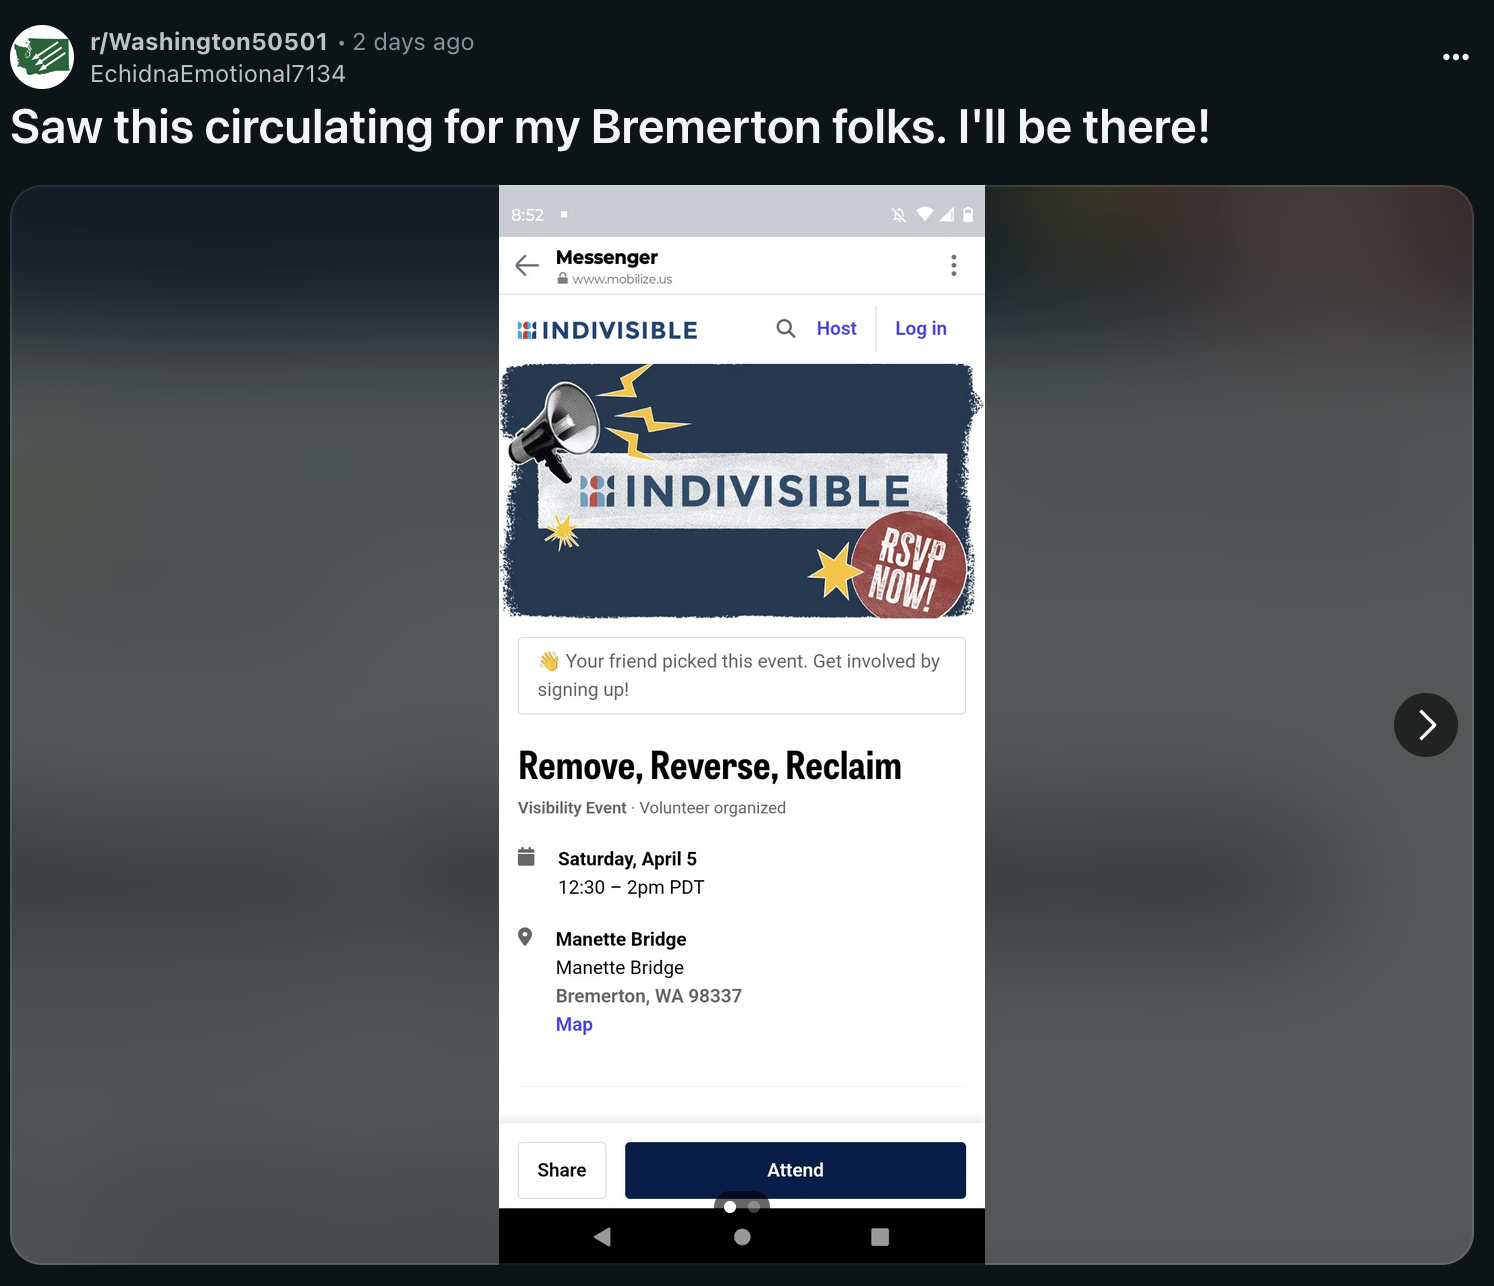 r/Washington50501 • 2 days ago
EchidnaEmotional7134
Saw this circulating for my Bremerton folks. I'll be there!
8:52
Messenger
www.mobilize.us
INDIVISIBLE
Host
Log in
INDIVISIBLE
RSVP
NOW!
👋 Your friend picked this event. Get involved by
signing up!
Remove, Reverse, Reclaim
Visibility Event · Volunteer organized
Saturday, April 5
12:30 – 2pm PDT
Manette Bridge
Manette Bridge
Bremerton, WA 98337
Map
Share
Attend